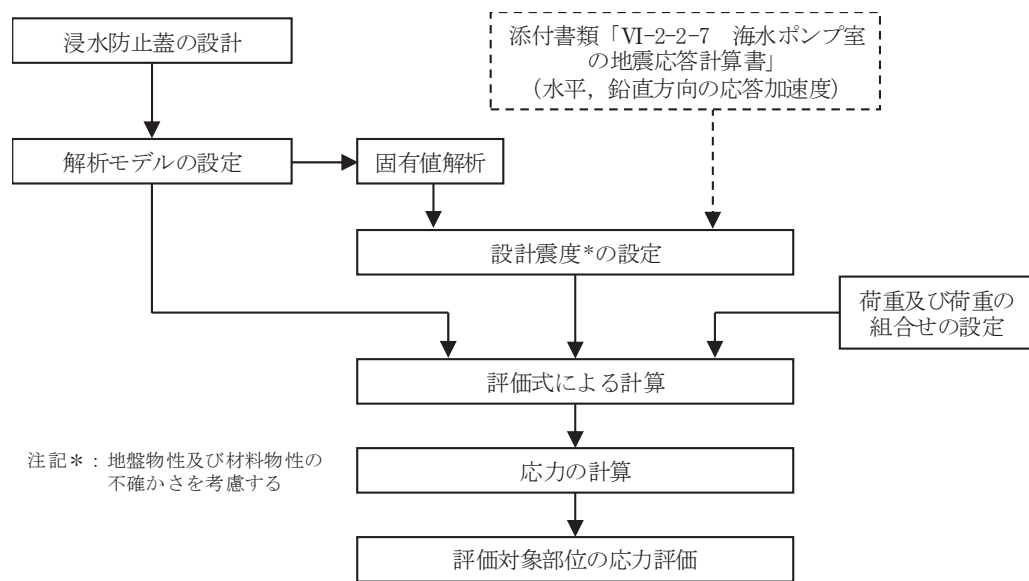 浸水防止蓋の設計
添付書類「Ⅵ-2-2-7 海水ポンプ室
の地震応答計算書」
（水平，鉛直方向の応答加速度）
解析モデルの設定
固有値解析
設計震度*の設定
荷重及び荷重の
組合せの設定
評価式による計算
注記＊：地盤物性及び材料物性の
不確かさを考慮する
応力の計算
評価対象部位の応力評価